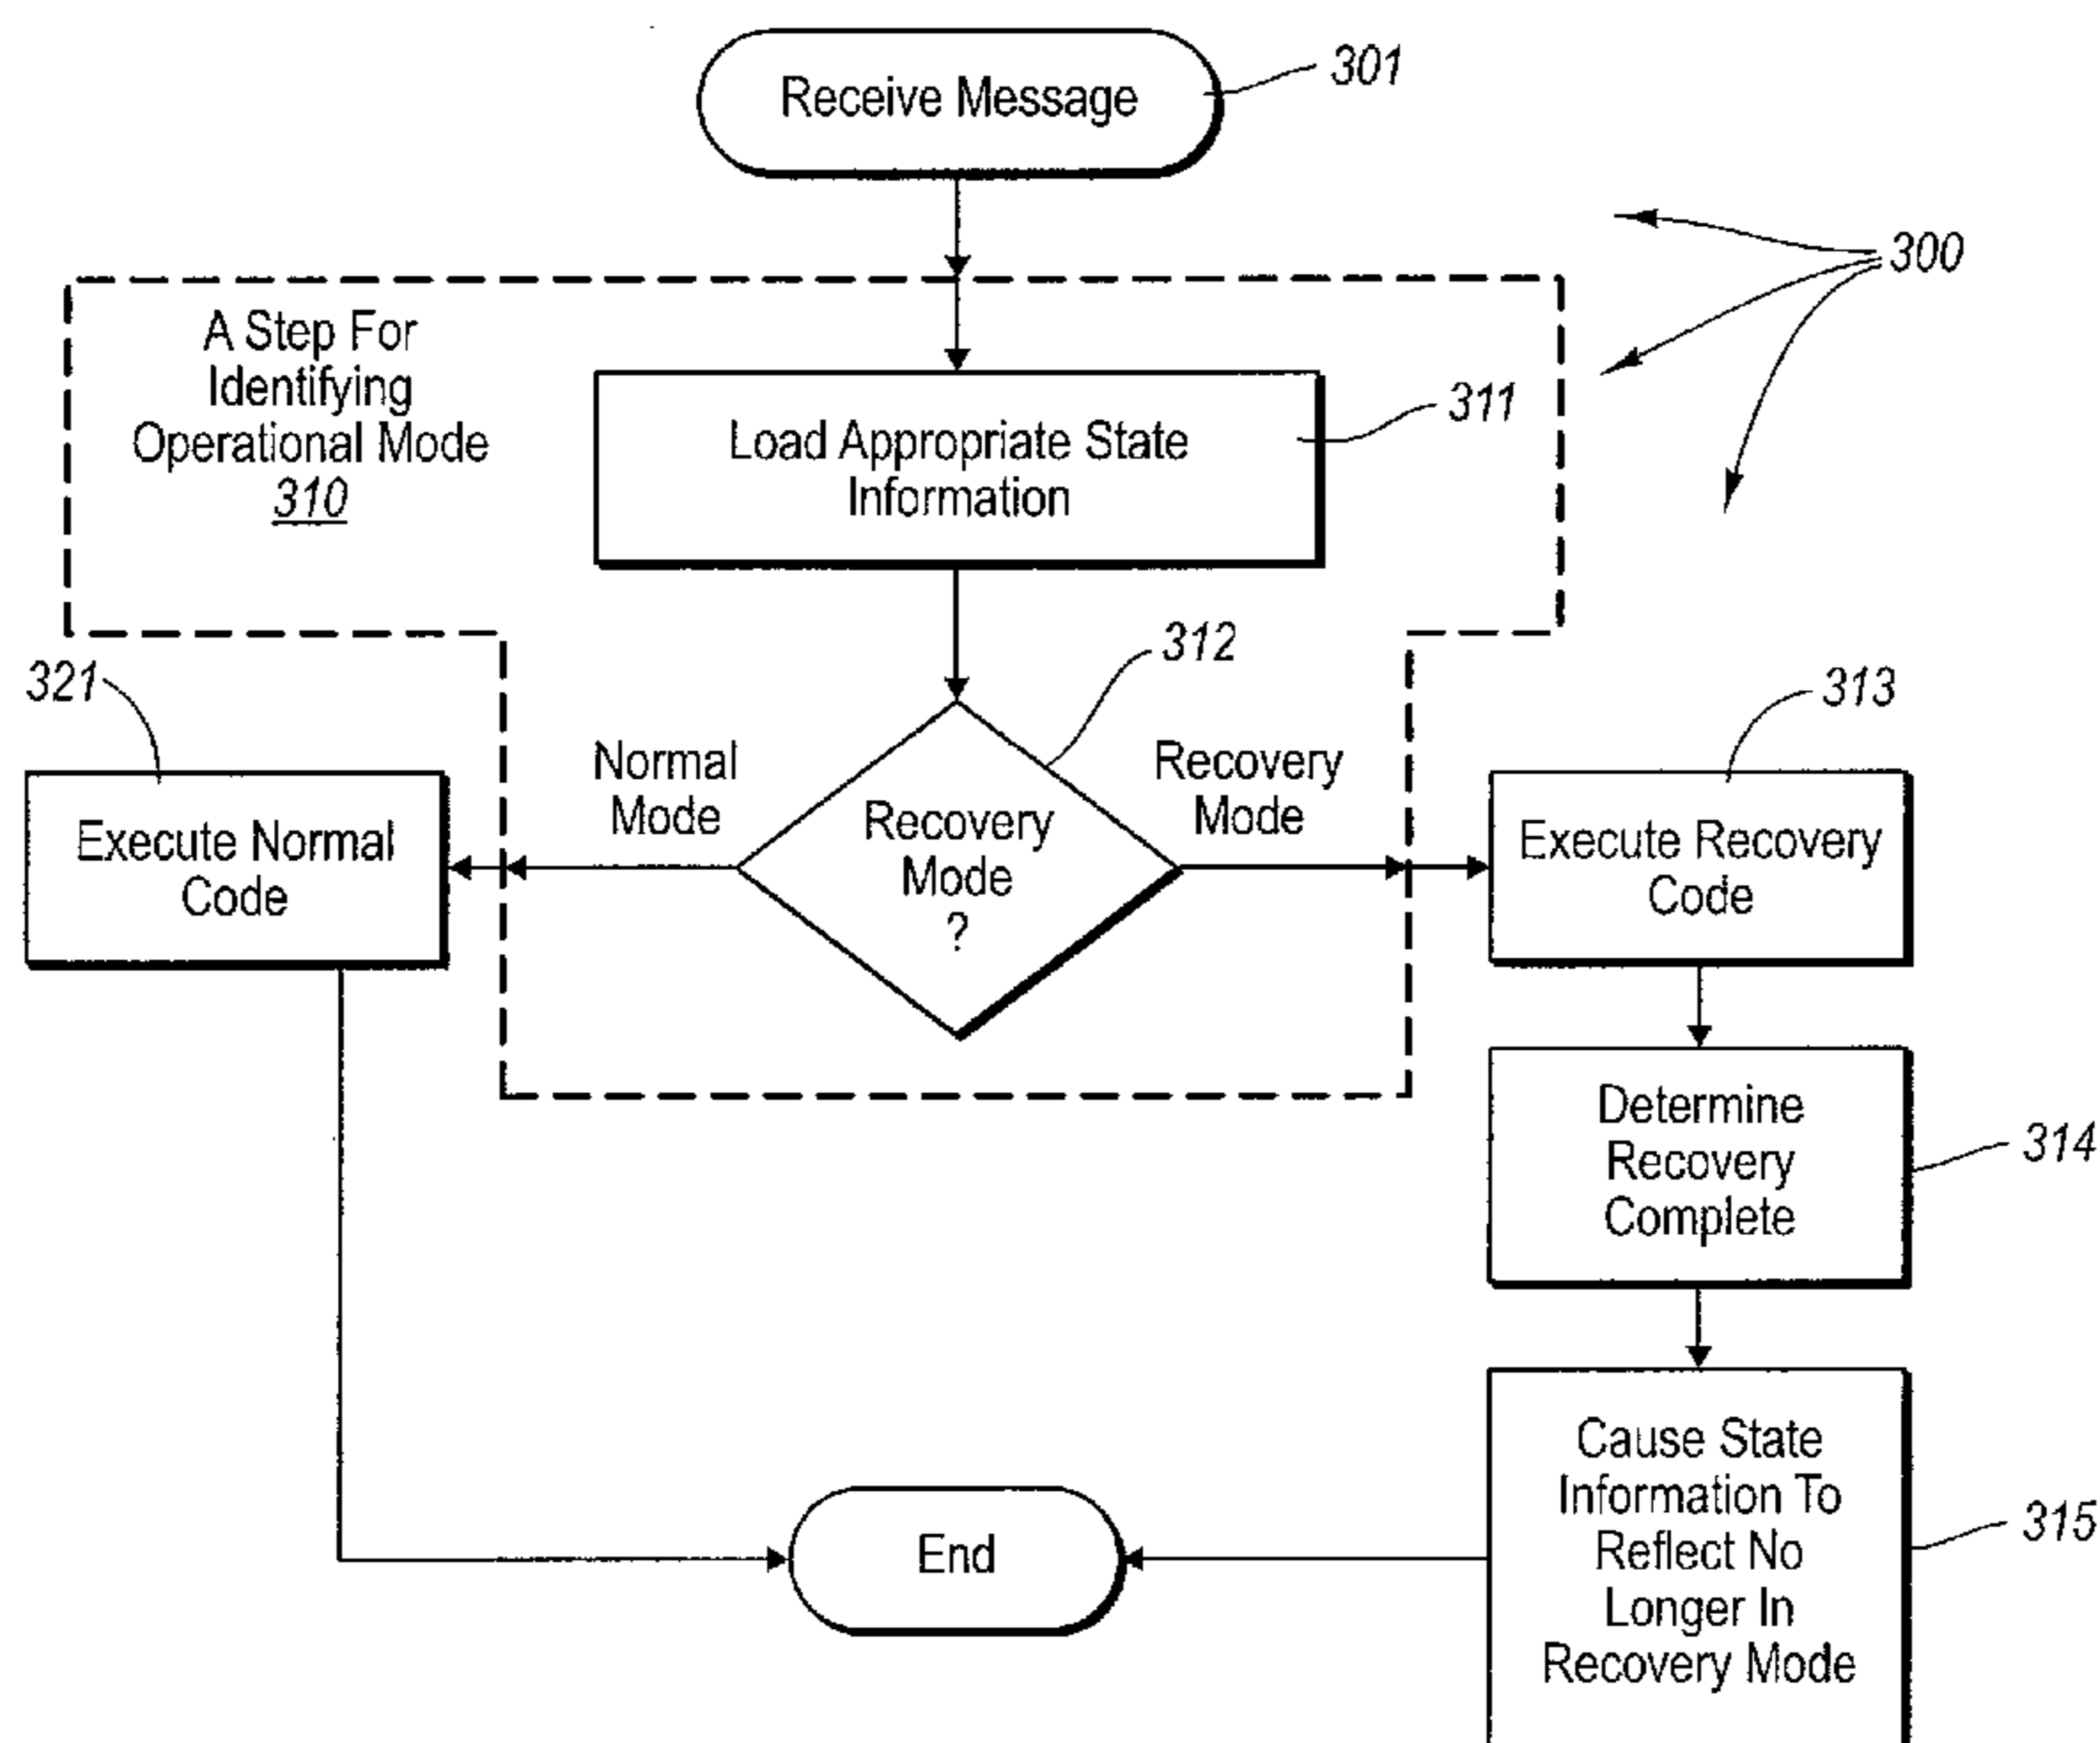 Receive Message
301
300
A Step For
Identifying
Operational Mode
310
Load Appropriate State
Information
311
312
321
313
Normal
Mode
Recovery
Mode
Recovery
Mode
?
Execute Normal
Code
Execute Recovery
Code
Determine
Recovery
Complete
314
Cause State
Information To
Reflect No
Longer In
Recovery Mode
315
End